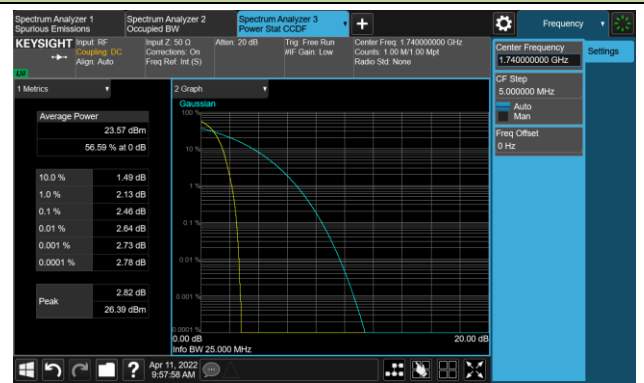 Spectrum Analyzer 1
Spurious Emissions
Spectrum Analyzer 2
Occupied BW
Spectrum Analyzer 3
Power Stat CCDF
Frequency
KEYSIGHT
Input: RF
Coupling: DC
Align: Auto
Input Z: 50 Ω
Corrections: On
Freq Ref: Int (S)
Atten: 20 dB
Trig: Free Run
#IF Gain: Low
Center Freq: 1.740000000 GHz
Counts: 1.00 M/1.00 Mpt
Radio Std: None
LXI
Center Frequency
1.740000000 GHz
Settings
CF Step
5.000000 MHz
Auto
Man
Freq Offset
0 Hz
1 Metrics
Average Power
23.57 dBm
56.59 % at 0 dB
10.0 % 1.49 dB
1.0 % 2.13 dB
0.1 % 2.46 dB
0.01 % 2.64 dB
0.001 % 2.73 dB
0.0001 % 2.78 dB
Peak
2.82 dB
26.39 dBm
2 Graph
Gaussian
100 %
10 %
1 %
0.1 %
0.01 %
0.001 %
0.0001 %
0.00 dB
20.00 dB
Info BW 25.000 MHz
?
Apr 11, 2022
9:57:58 AM